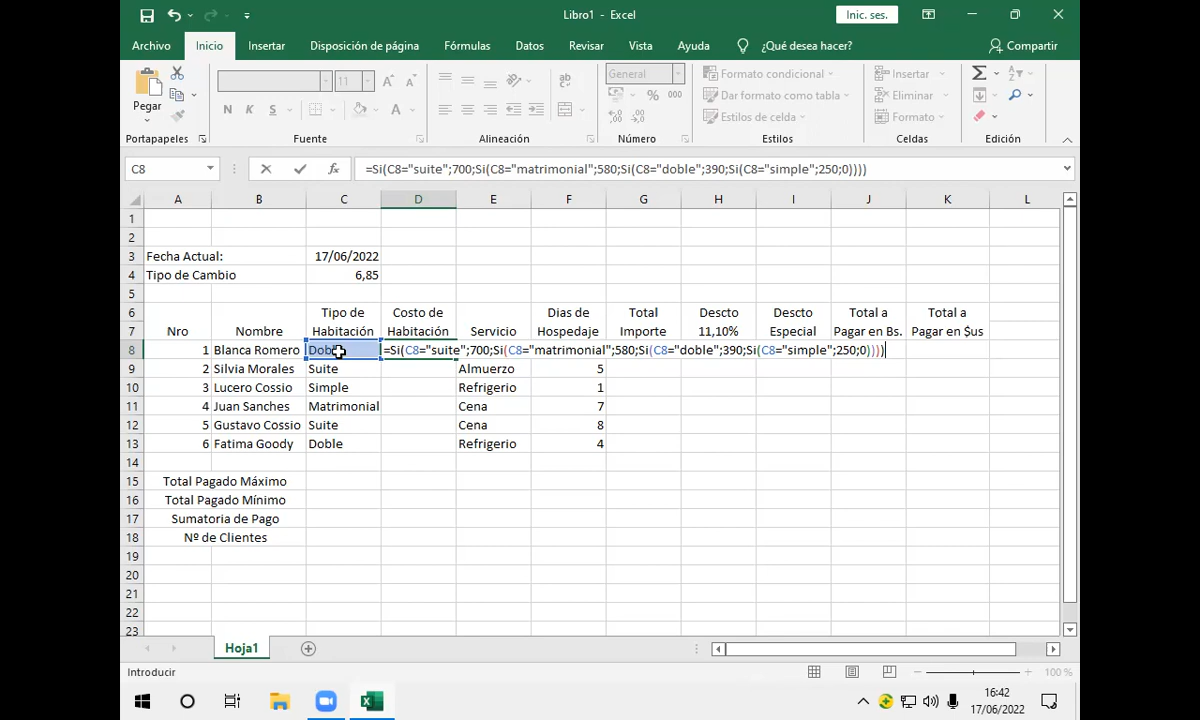 Libro1 - Excel
Inic. ses.
Archivo Inicio Insertar Disposición de página Fórmulas Datos Revisar Vista Ayuda ¿Qué desea hacer? Compartir
Pegar
11
General
Formato condicional
Dar formato como tabla
Estilos de celda
Insertar
Eliminar
Formato
N K S
% 000
Portapapeles Fuente Alineación Número Estilos Celdas Edición
C8 fx =Si(C8="suite";700;Si(C8="matrimonial";580;Si(C8="doble";390;Si(C8="simple";250;0))))
A B C D E F G H I J K L
1
2
3 Fecha Actual: 17/06/2022
4 Tipo de Cambio 6,85
5
6 Tipo de Costo de Dias de Total Descto Descto Total a Total a
7 Nro Nombre Habitación Habitación Servicio Hospedaje Importe 11,10% Especial Pagar en Bs. Pagar en $us
8 1 Blanca Romero =Si(C8="suite";700;Si(C8="matrimonial";580;Si(C8="doble";390;Si(C8="simple";250;0))))
9 2 Silvia Morales Suite Almuerzo 5
10 3 Lucero Cossio Simple Refrigerio 1
11 4 Juan Sanches Matrimonial Cena 7
12 5 Gustavo Cossio Suite Cena 8
13 6 Fatima Goody Doble Refrigerio 4
14
15 Total Pagado Máximo
16 Total Pagado Mínimo
17 Sumatoria de Pago
18 Nº de Clientes
19
20
21
22
23
Hoja1
Introducir 100 %
16:42
17/06/2022